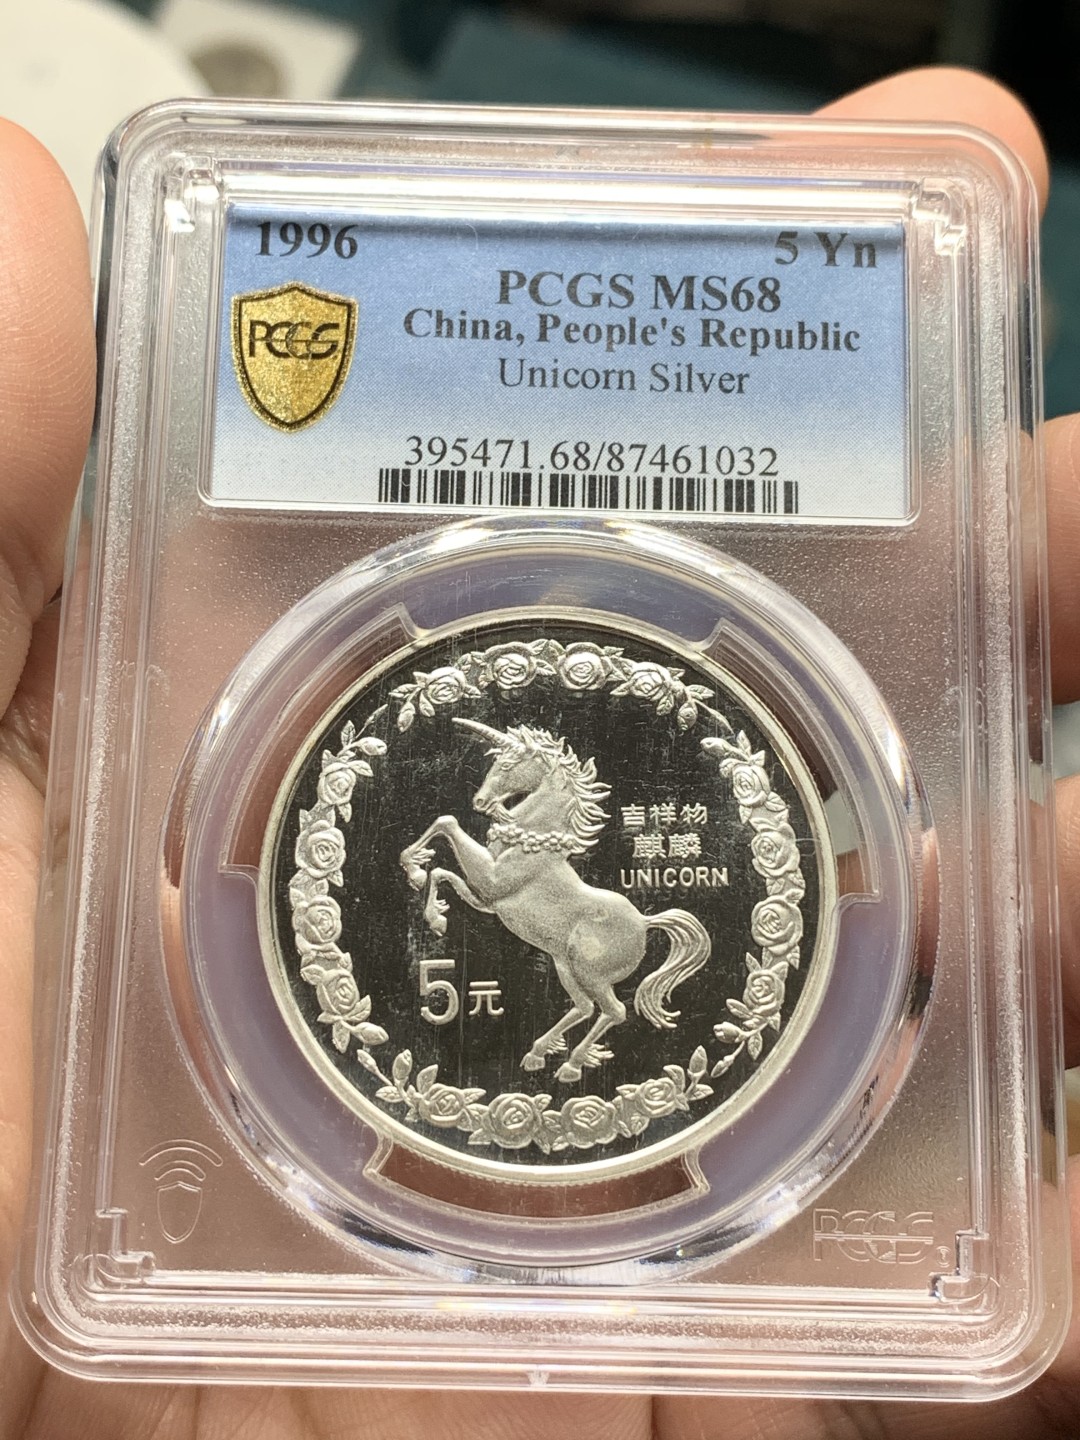 1996 5 Yn
PCGS MS68
PCGS
China, People's Republic
Unicorn Silver
395471.68/87461032
吉祥物
麒麟
UNICORN
5元
PCGS